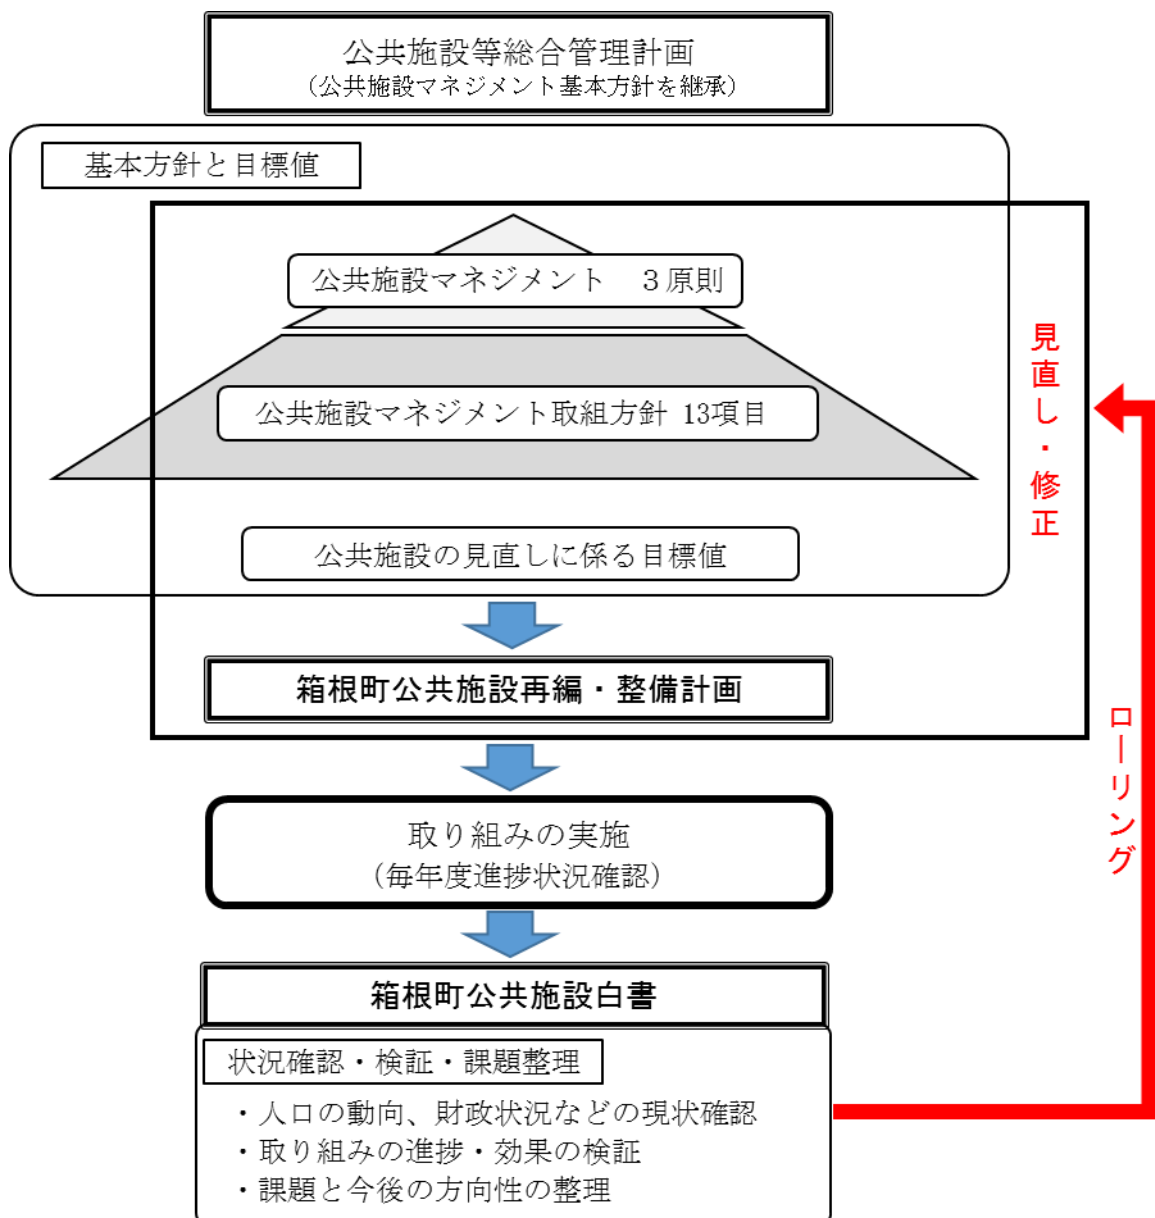 公共施設等総合管理計画
（公共施設マネジメント基本方針を継承）
基本方針と目標値
公共施設マネジメント　３原則
公共施設マネジメント取組方針 13項目
公共施設の見直しに係る目標値
見直し・修正
箱根町公共施設再編・整備計画
ローリング
取り組みの実施
（毎年度進捗状況確認）
箱根町公共施設白書
状況確認・検証・課題整理
・人口の動向、財政状況などの現状確認
・取り組みの進捗・効果の検証
・課題と今後の方向性の整理